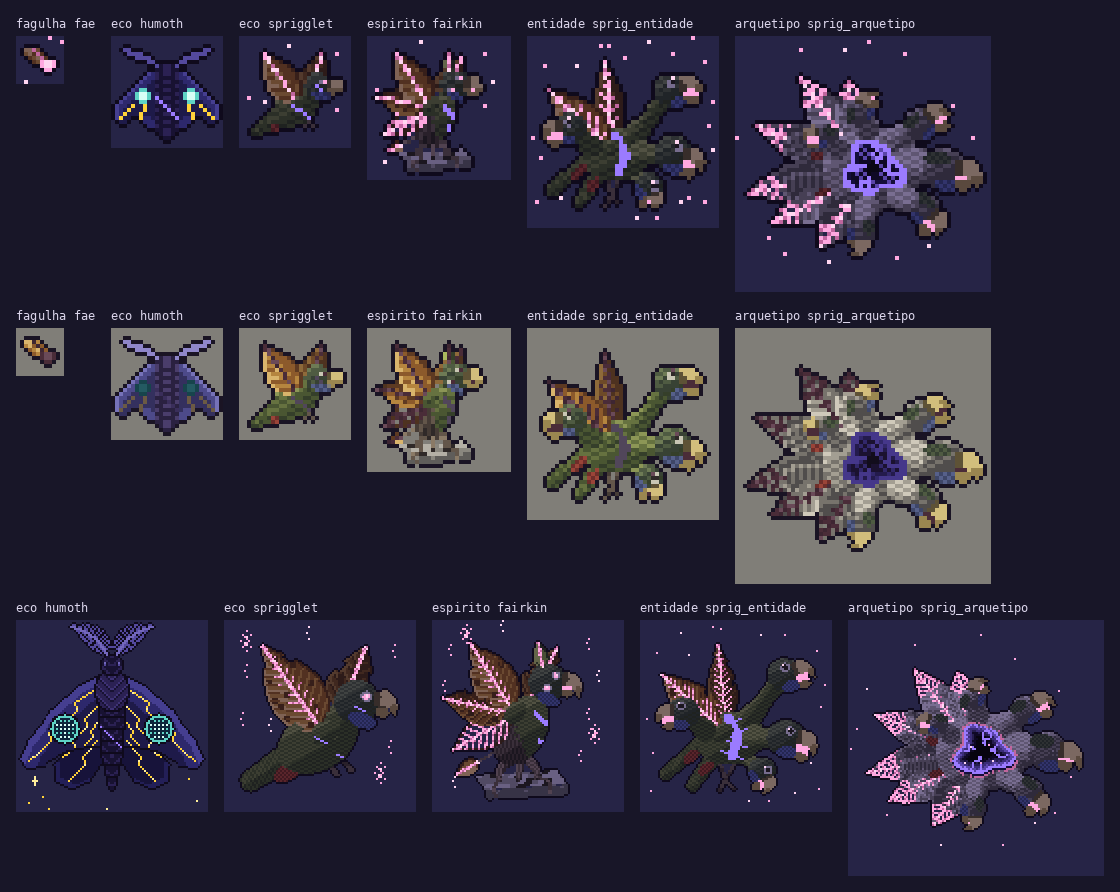 fagulha fae
eco humoth
eco sprigglet
espirito fairkin
entidade sprig_entidade
arquetipo sprig_arquetipo
fagulha fae
eco humoth
eco sprigglet
espirito fairkin
entidade sprig_entidade
arquetipo sprig_arquetipo
eco humoth
eco sprigglet
espirito fairkin
entidade sprig_entidade
arquetipo sprig_arquetipo